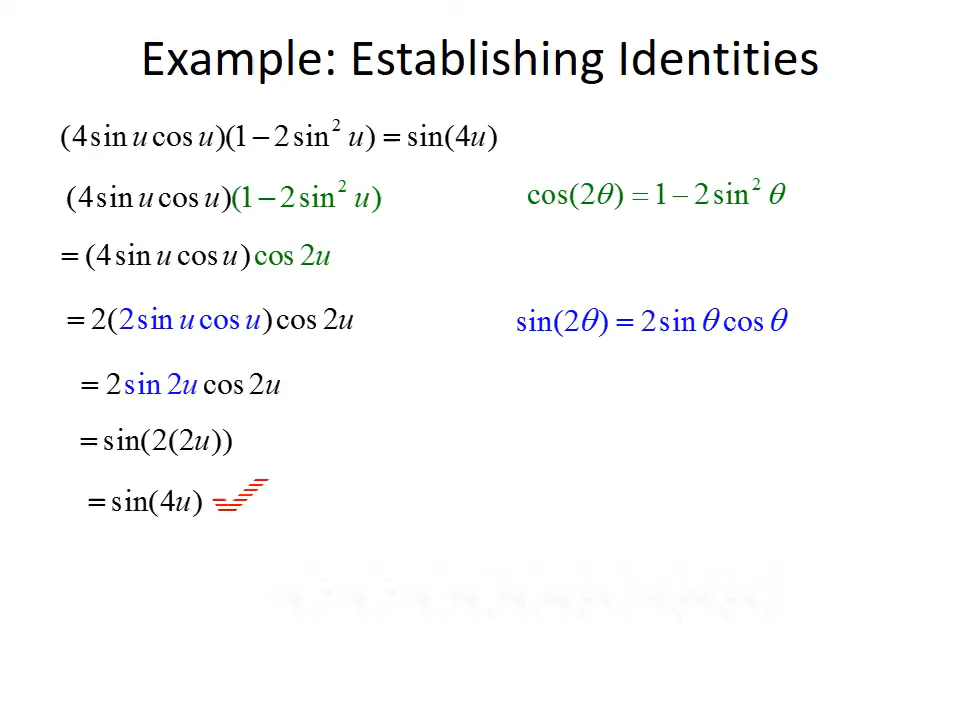 Example: Establishing Identities
(4 sin u cos u)(1 − 2 sin² u) = sin(4u)
(4 sin u cos u)(1 − 2 sin² u)
cos(2θ) = 1 − 2 sin² θ
= (4 sin u cos u) cos 2u
= 2(2 sin u cos u) cos 2u
sin(2θ) = 2 sin θ cos θ
= 2 sin 2u cos 2u
= sin(2(2u))
= sin(4u)